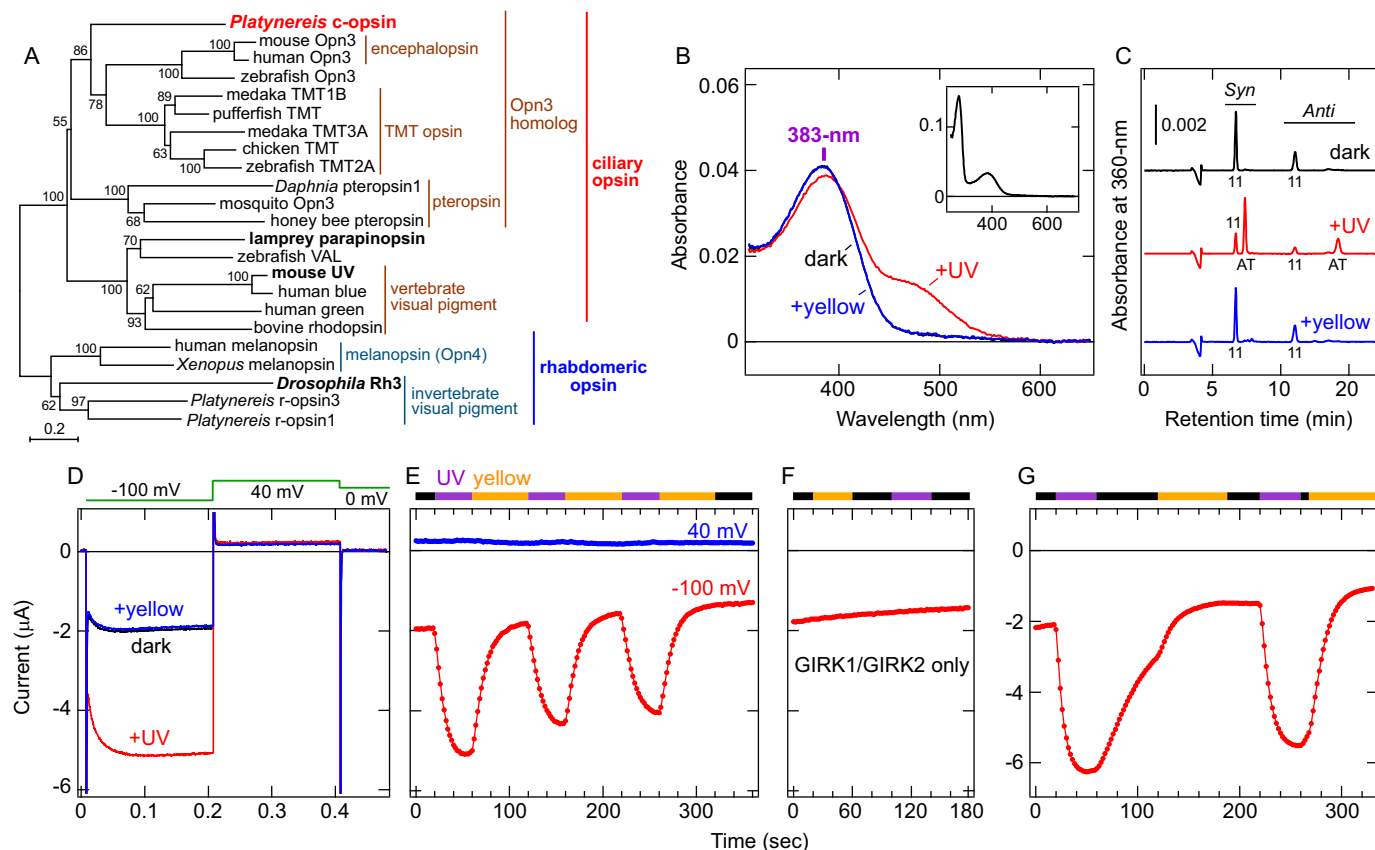 A
Platynereis c-opsin
mouse Opn3
human Opn3
zebrafish Opn3
medaka TMT1B
pufferfish TMT
medaka TMT3A
chicken TMT
zebrafish TMT2A
Daphnia pteropsin1
mosquito Opn3
honey bee pteropsin
lamprey parapinopsin
zebrafish VAL
mouse UV
human blue
human green
bovine rhodopsin
human melanopsin
Xenopus melanopsin
Drosophila Rh3
Platynereis r-opsin3
Platynereis r-opsin1
encephalopsin
TMT opsin
pteropsin
Opn3
homolog
ciliary
opsin
vertebrate
visual pigment
melanopsin (Opn4)
invertebrate
visual pigment
rhabdomeric
opsin
86
100
100
100
78
89
100
63
100
55
100
100
68
70
100
62
100
93
100
62
97
0.2
B
0.06
0.04
0.02
0
Absorbance
383-nm
dark
+UV
+yellow
0.1
0
400
600
400
500
600
Wavelength (nm)
C
Absorbance at 360-nm
0.002
Syn
Anti
dark
11
11
+UV
11
AT
11
AT
+yellow
11
11
0
5
10
20
Retention time (min)
D
-100 mV
40 mV
0 mV
0
-2
-4
-6
Current (μA)
+yellow
dark
+UV
0
0.1
0.2
0.3
0.4
E
UV
yellow
40 mV
-100 mV
0
100
200
300
F
GIRK1/GIRK2 only
0
60
120
180
G
0
-2
-4
-6
0
100
200
300
Time (sec)